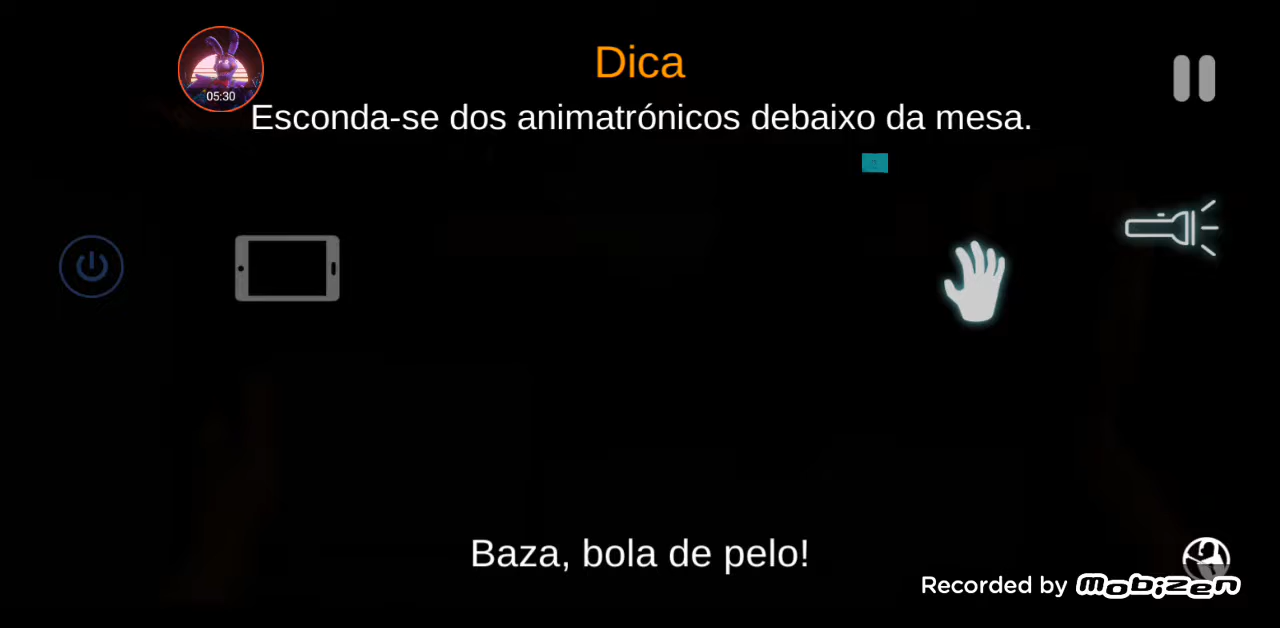 Dica
05:30
Esconda-se dos animatrónicos debaixo da mesa.
Baza, bola de pelo!
Recorded by Mobizen